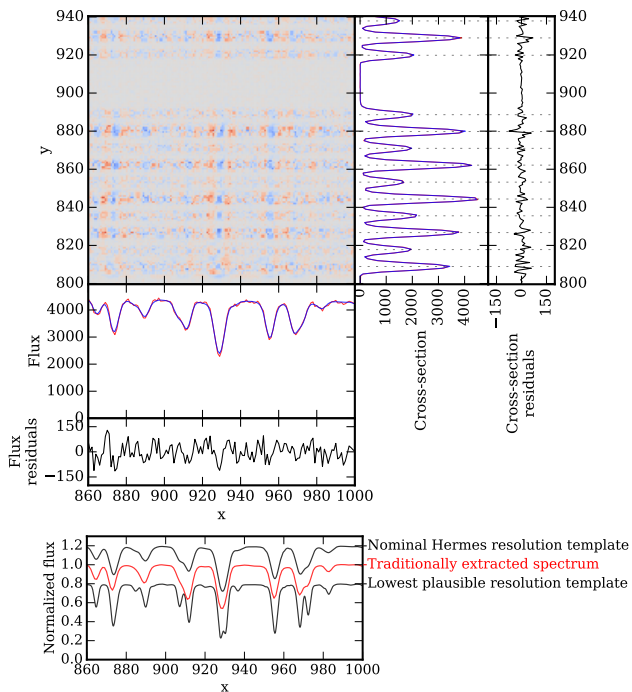 940
920
900
880
860
840
820
800
y
940
920
900
880
860
840
820
800
0
1000
2000
3000
4000
Cross-section
−150
0
150
Cross-section
residuals
4000
3000
2000
1000
0
Flux
150
0
−150
Flux
residuals
860 880 900 920 940 960 980 1000
x
1.2
1.0
0.8
0.6
0.4
0.2
0.0
Normalized flux
860 880 900 920 940 960 980 1000
x
Nominal Hermes resolution template
Traditionally extracted spectrum
Lowest plausible resolution template